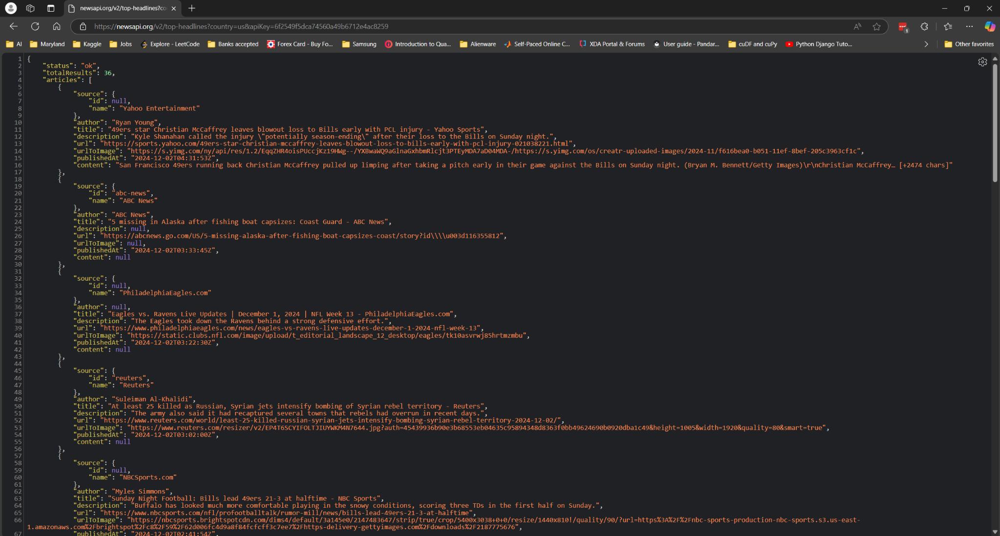 newsapi.org/v2/top-headlines?co
https://newsapi.org/v2/top-headlines?country=us&apiKey=6f2549f5dca74560a49b6712e4ac8259
1
AI Maryland Kaggle Jobs Explore - LeetCode Banks accepted Forex Card - Buy Fo... Samsung Introduction to Qua... Alienware Self-Paced Online C... XDA Portal & Forums User guide - Pandar... cuDF and cuPy Python Django Tuto... Other favorites
1 {
2 "status": "ok",
3 "totalResults": 36,
4 "articles": [
5 {
6 "source": {
7 "id": null,
8 "name": "Yahoo Entertainment"
9 },
10 "author": "Ryan Young",
11 "title": "49ers star Christian McCaffrey leaves blowout loss to Bills early with PCL injury - Yahoo Sports",
12 "description": "Kyle Shanahan called the injury \"potentially season-ending\" after their loss to the Bills on Sunday night.",
13 "url": "https://sports.yahoo.com/49ers-star-christian-mccaffrey-leaves-blowout-loss-to-bills-early-with-pcl-injury-021038221.html",
14 "urlToImage": "https://s.yimg.com/ny/api/res/1.2/EqqZHR4oisPUccjKz19HWg--/YXBwaWQ9aGlnaGxhbmRlcjt3PTEyMDA7aD04MDA-/https://s.yimg.com/os/creatr-uploaded-images/2024-11/f616bea0-b051-11ef-8bef-205c3963cf1c",
15 "publishedAt": "2024-12-02T04:31:53Z",
16 "content": "San Francisco 49ers running back Christian McCaffrey pulled up limping after taking a pitch early in their game against the Bills on Sunday night. (Bryan M. Bennett/Getty Images)\r\nChristian McCaffrey… [+2474 chars]"
17 },
18 {
19 "source": {
20 "id": "abc-news",
21 "name": "ABC News"
22 },
23 "author": "ABC News",
24 "title": "5 missing in Alaska after fishing boat capsizes: Coast Guard - ABC News",
25 "description": null,
26 "url": "https://abcnews.go.com/US/5-missing-alaska-after-fishing-boat-capsizes-coast/story?id\\\\u003d116355812",
27 "urlToImage": null,
28 "publishedAt": "2024-12-02T03:33:45Z",
29 "content": null
30 },
31 {
32 "source": {
33 "id": null,
34 "name": "PhiladelphiaEagles.com"
35 },
36 "author": null,
37 "title": "Eagles vs. Ravens Live Updates | December 1, 2024 | NFL Week 13 - PhiladelphiaEagles.com",
38 "description": "The Eagles took down the Ravens behind a strong defensive effort.",
39 "url": "https://www.philadelphiaeagles.com/news/eagles-vs-ravens-live-updates-december-1-2024-nfl-week-13",
40 "urlToImage": "https://static.clubs.nfl.com/image/upload/t_editorial_landscape_12_desktop/eagles/tk10asvrwj85hrtmzmbu",
41 "publishedAt": "2024-12-02T03:22:30Z",
42 "content": null
43 },
44 {
45 "source": {
46 "id": "reuters",
47 "name": "Reuters"
48 },
49 "author": "Suleiman Al-Khalidi",
50 "title": "At least 25 killed as Russian, Syrian jets intensify bombing of Syrian rebel territory - Reuters",
51 "description": "The army also said it had recaptured several towns that rebels had overrun in recent days.",
52 "url": "https://www.reuters.com/world/least-25-killed-russian-syrian-jets-intensify-bombing-syrian-rebel-territory-2024-12-02/",
53 "urlToImage": "https://www.reuters.com/resizer/v2/EP4T6SCYIFOLTJIUYWKM4N7644.jpg?auth=45439936b90e3b68553eb04635c95894348d8363f0bb49624690b0920dba1c49&height=1005&width=1920&quality=80&smart=true",
54 "publishedAt": "2024-12-02T03:02:00Z",
55 "content": null
56 },
57 {
58 "source": {
59 "id": null,
60 "name": "NBCSports.com"
61 },
62 "author": "Myles Simmons",
63 "title": "Sunday Night Football: Bills lead 49ers 21-3 at halftime - NBC Sports",
64 "description": "Buffalo has looked much more comfortable playing in the snowy conditions, scoring three TDs in the first half on Sunday.",
65 "url": "https://www.nbcsports.com/nfl/profootballtalk/rumor-mill/news/bills-lead-49ers-21-3-at-halftime",
66 "urlToImage": "https://nbcsports.brightspotcdn.com/dims4/default/3a145e0/2147483647/strip/true/crop/5400x3038+0+0/resize/1440x810!/quality/90/?url=https%3A%2F%2Fnbc-sports-production-nbc-sports.s3.us-east-
1.amazonaws.com%2Fbrightspot%2Fc8%2F59%2F62d006fc4d9a8f84fcfcff3c7ee7%2Fhttps-delivery-gettyimages.com%2Fdownloads%2F2187775676",
67 "publishedAt": "2024-12-02T02:41:54Z",